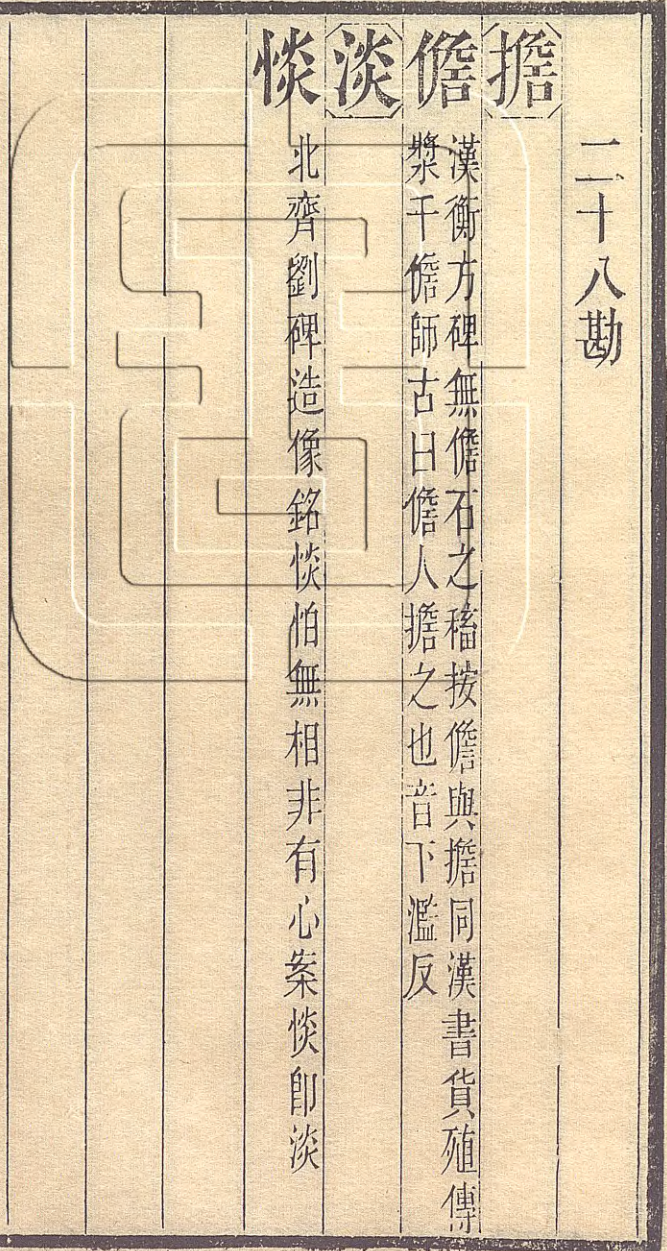 二十八勘
擔
儋
漢衡方碑無儋石之稸按儋與擔同漢書貨殖傳
漿千儋師古曰儋人擔之也音下濫反
淡
惔
北齊劉碑造像銘惔怕無相非有心案惔卽淡